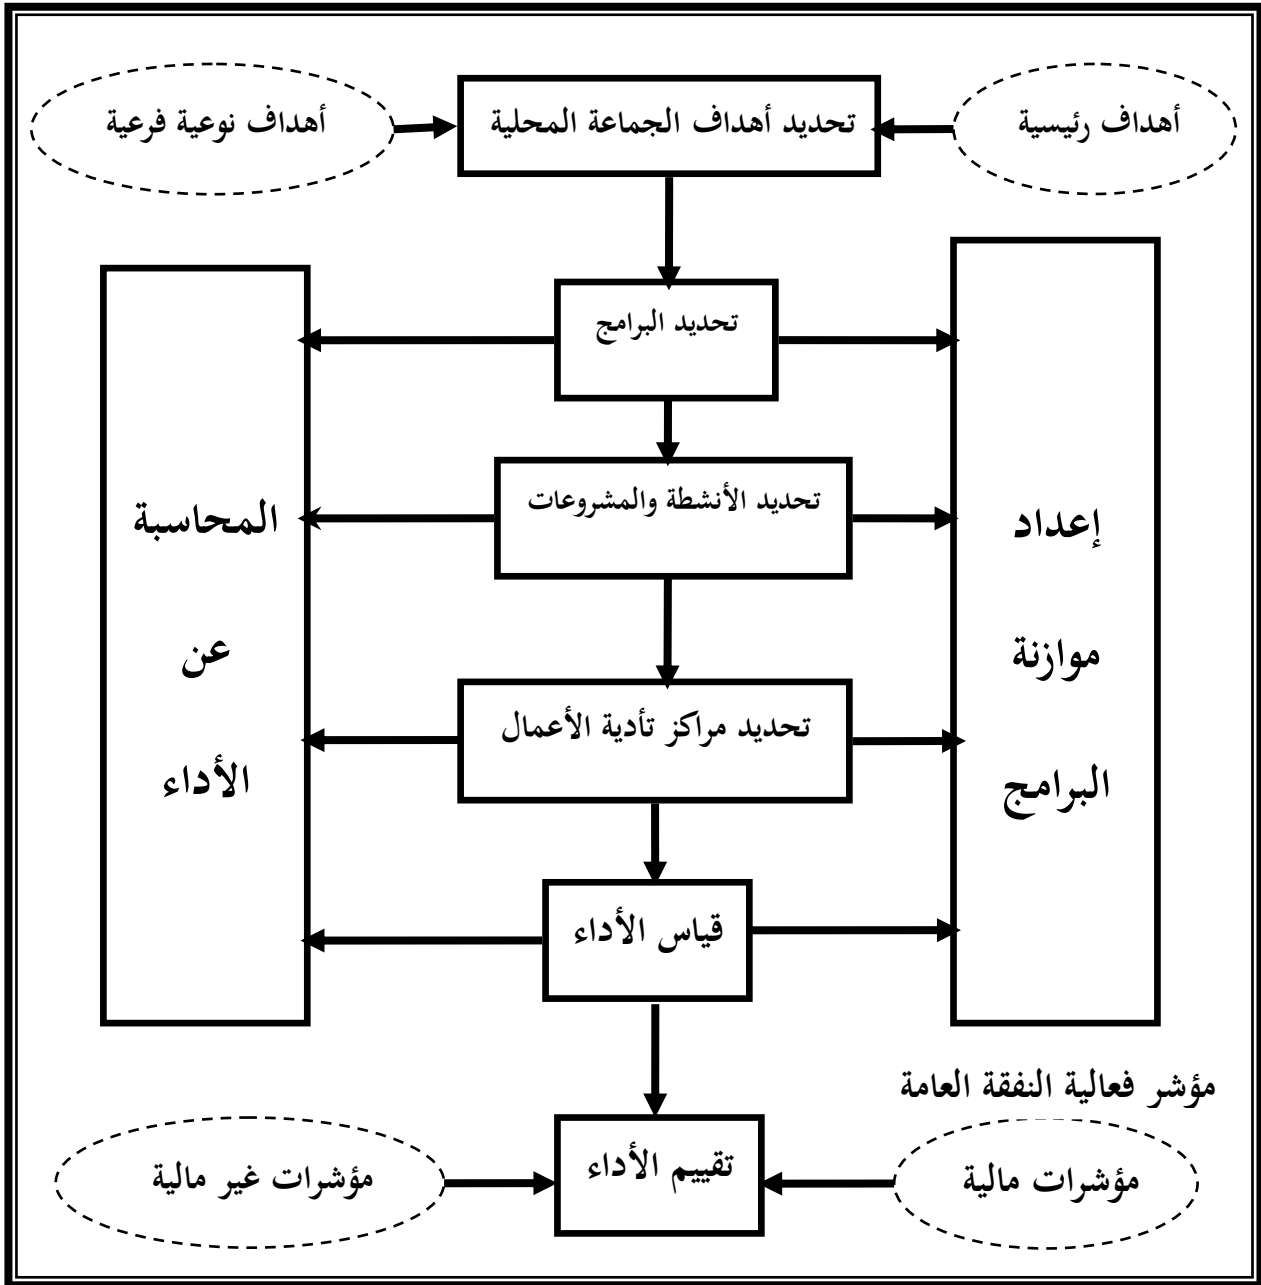 أهداف رئيسية
تحديد أهداف الجماعة المحلية
أهداف نوعية فرعية
تحديد البرامج
تحديد الأنشطة والمشروعات
تحديد مراكز تأدية الأعمال
قياس الأداء
إعداد
موازنة
البرامج
المحاسبة
عن
الأداء
مؤشر فعالية النفقة العامة
مؤشرات مالية
تقييم الأداء
مؤشرات غير مالية